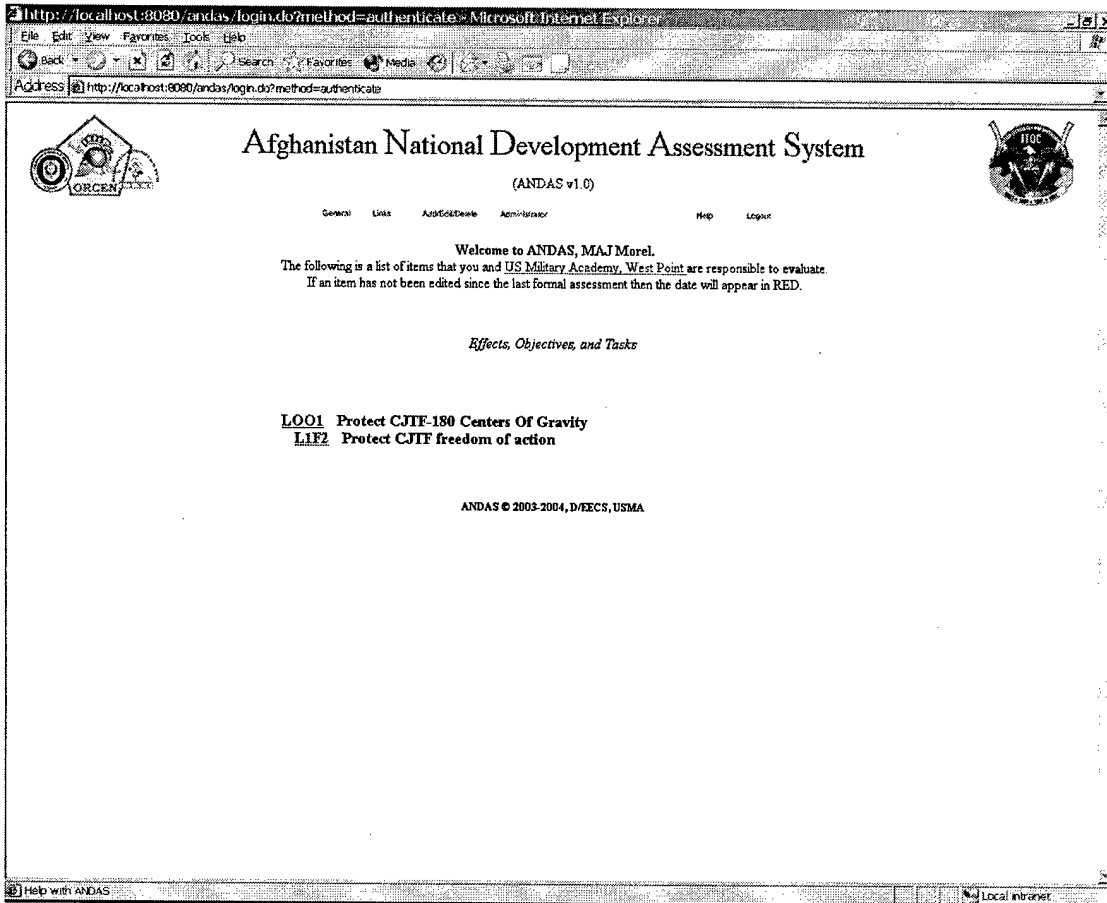 http://localhost:8080/andas/login.do?method=authenticate - Microsoft Internet Explorer
File Edit View Favorites Tools Help
Back Search Favorites Media
Address http://localhost:8080/andas/login.do?method=authenticate
ORCEN
Afghanistan National Development Assessment System
(ANDAS v1.0)
General Links Add/Edit/Delete Administrator Help Logout
Welcome to ANDAS, MAJ Morel.
The following is a list of items that you and US Military Academy, West Point are responsible to evaluate.
If an item has not been edited since the last formal assessment then the date will appear in RED.
Effects, Objectives, and Tasks
LOO1 Protect CJTF-180 Centers Of Gravity
L1F2 Protect CJTF freedom of action
ANDAS © 2003-2004, D/EECS, USMA
Help with ANDAS Local intranet